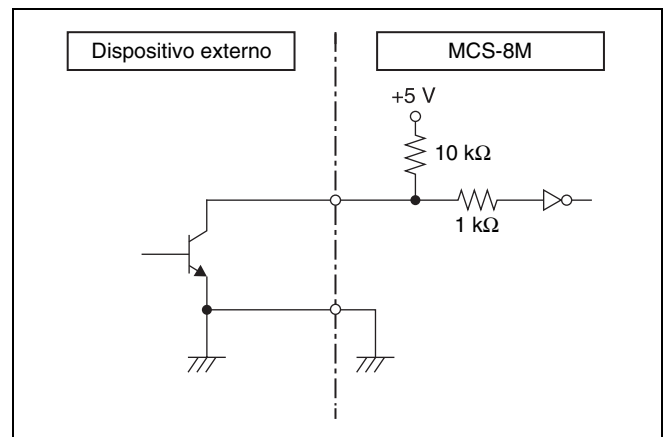 Dispositivo externo
MCS-8M
+5 V
10 kΩ
1 kΩ